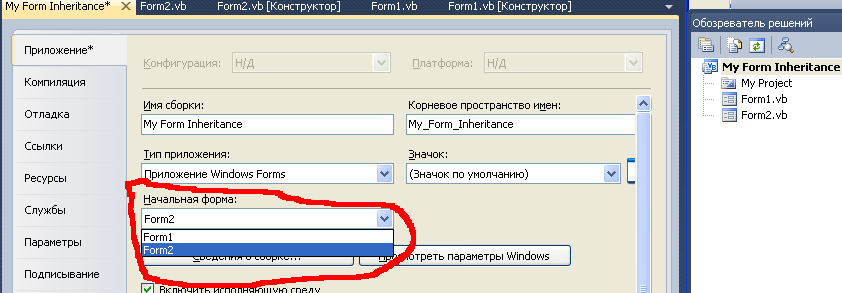 My Form Inheritance* Form2.vb Form2.vb [Конструктор] Form1.vb Form1.vb [Конструктор]
Обозреватель решений
Приложение*
Компиляция
Отладка
Ссылки
Ресурсы
Службы
Параметры
Подписывание
Конфигурация: Н/Д Платформа: Н/Д
Имя сборки: Корневое пространство имен:
My Form Inheritance My_Form_Inheritance
Тип приложения: Значок:
Приложение Windows Forms (Значок по умолчанию)
Начальная форма:
Form2
Form1
Form2
Сведения о сборке... Просмотреть параметры Windows
Включить исполняющую среду
My Form Inheritance
My Project
Form1.vb
Form2.vb